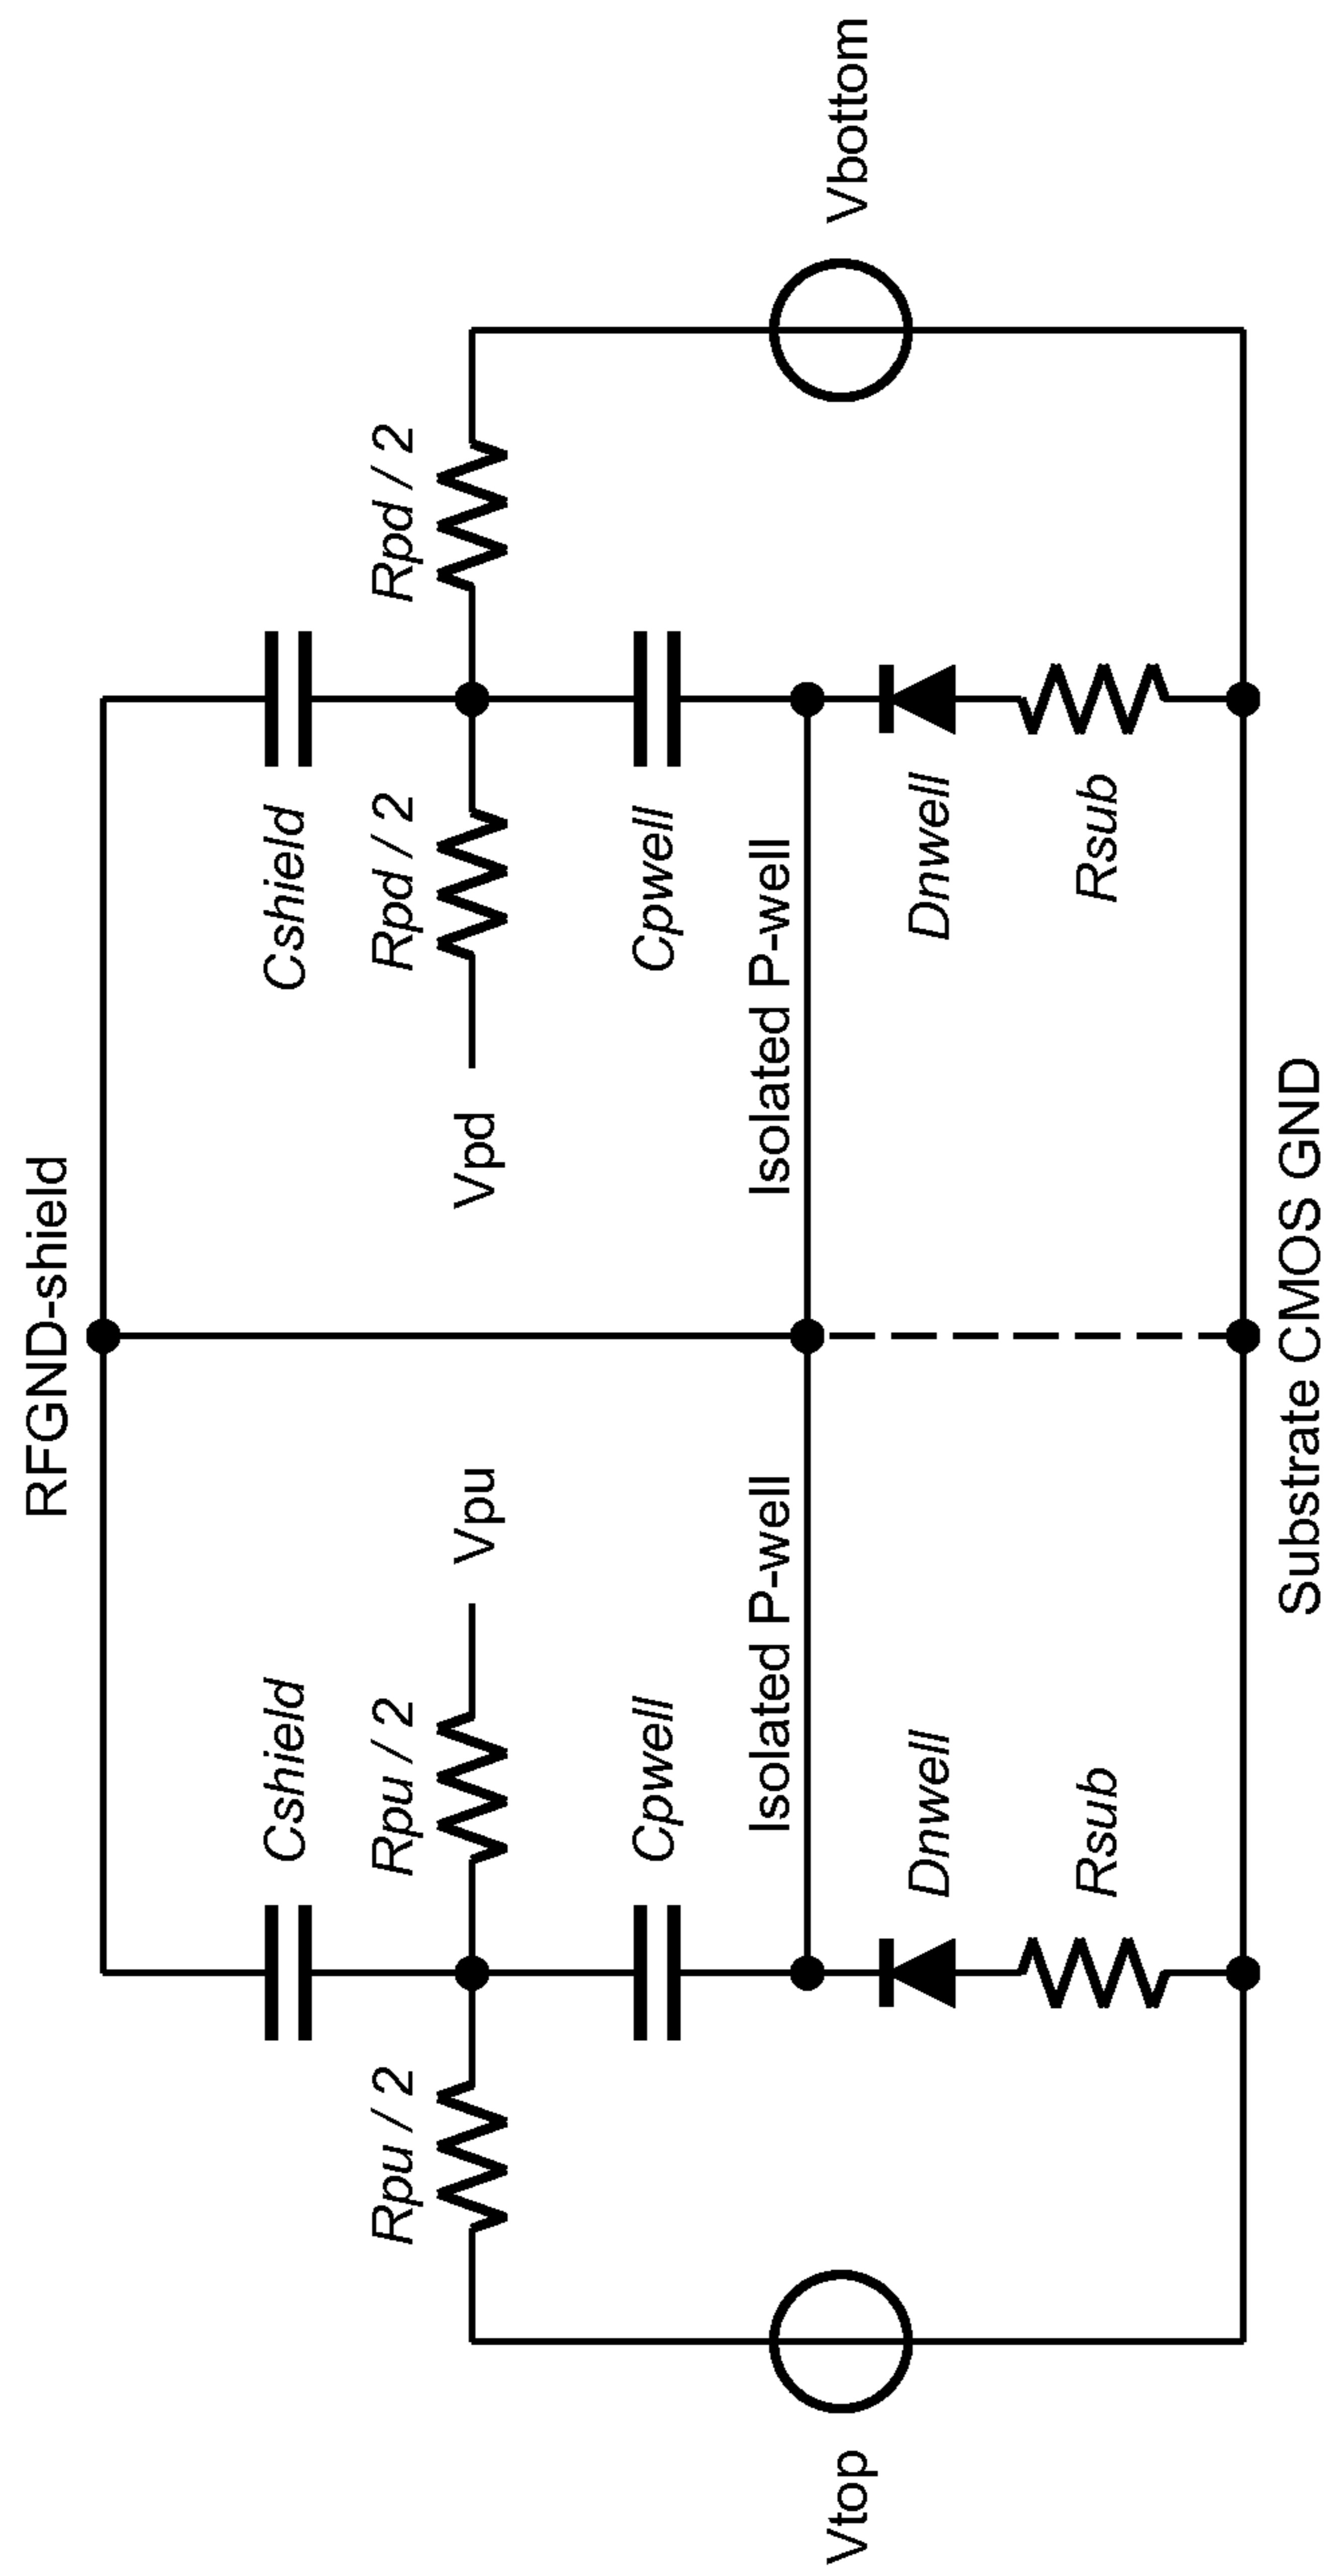 RFGND-shield
Cshield
Cshield
Rpu / 2
Rpu / 2
Rpd / 2
Rpd / 2
Vpu
Vpd
Cpwell
Cpwell
Isolated P-well
Isolated P-well
Vtop
Vbottom
Dnwell
Dnwell
Rsub
Rsub
Substrate CMOS GND